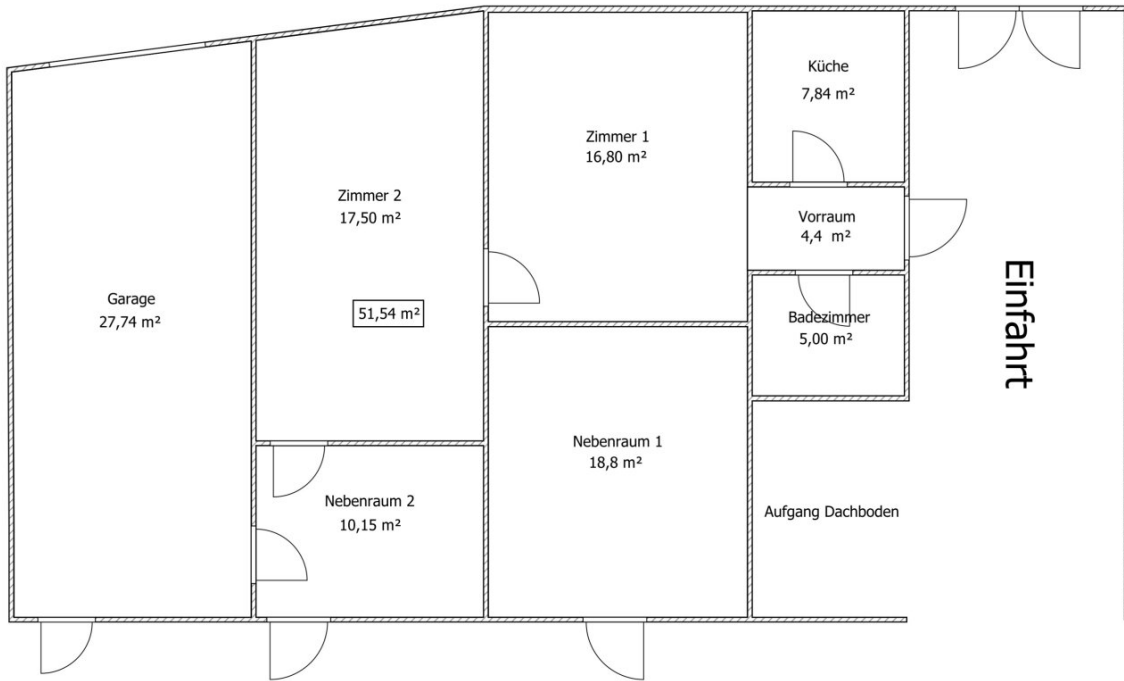 Garage
27,74 m²
Zimmer 2
17,50 m²
51,54 m²
Nebenraum 2
10,15 m²
Zimmer 1
16,80 m²
Nebenraum 1
18,8 m²
Küche
7,84 m²
Vorraum
4,4 m²
Badezimmer
5,00 m²
Aufgang Dachboden
Einfahrt